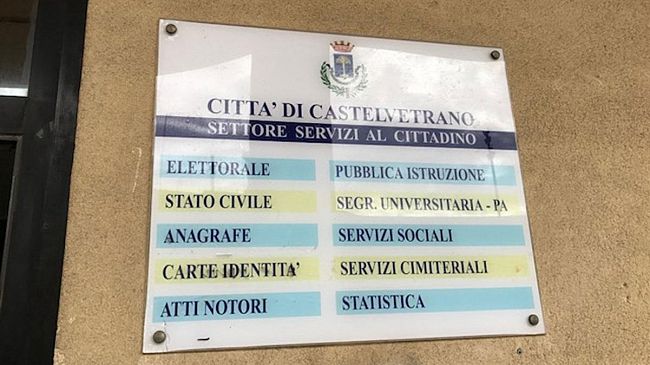 CITTA' DI CASTELVETRANO
SETTORE SERVIZI AL CITTADINO
ELETTORALE
STATO CIVILE
ANAGRAFE
CARTE IDENTITA'
ATTI NOTORI
PUBBLICA ISTRUZIONE
SEGR. UNIVERSITARIA - PA
SERVIZI SOCIALI
SERVIZI CIMITERIALI
STATISTICA